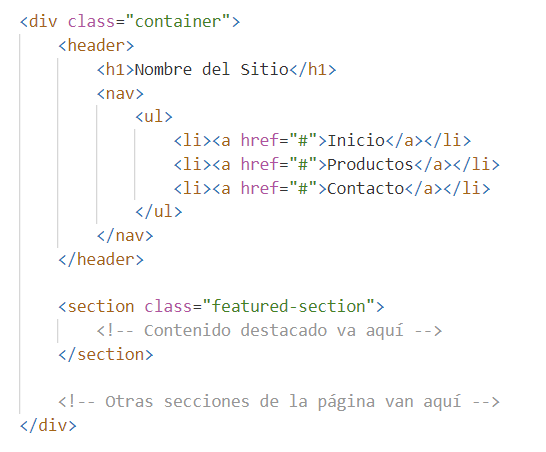 <div class="container">
<header>
<h1>Nombre del Sitio</h1>
<nav>
<ul>
<li><a href="#">Inicio</a></li>
<li><a href="#">Productos</a></li>
<li><a href="#">Contacto</a></li>
</ul>
</nav>
</header>
<section class="featured-section">
<!-- Contenido destacado va aquí -->
</section>
<!-- Otras secciones de la página van aquí -->
</div>